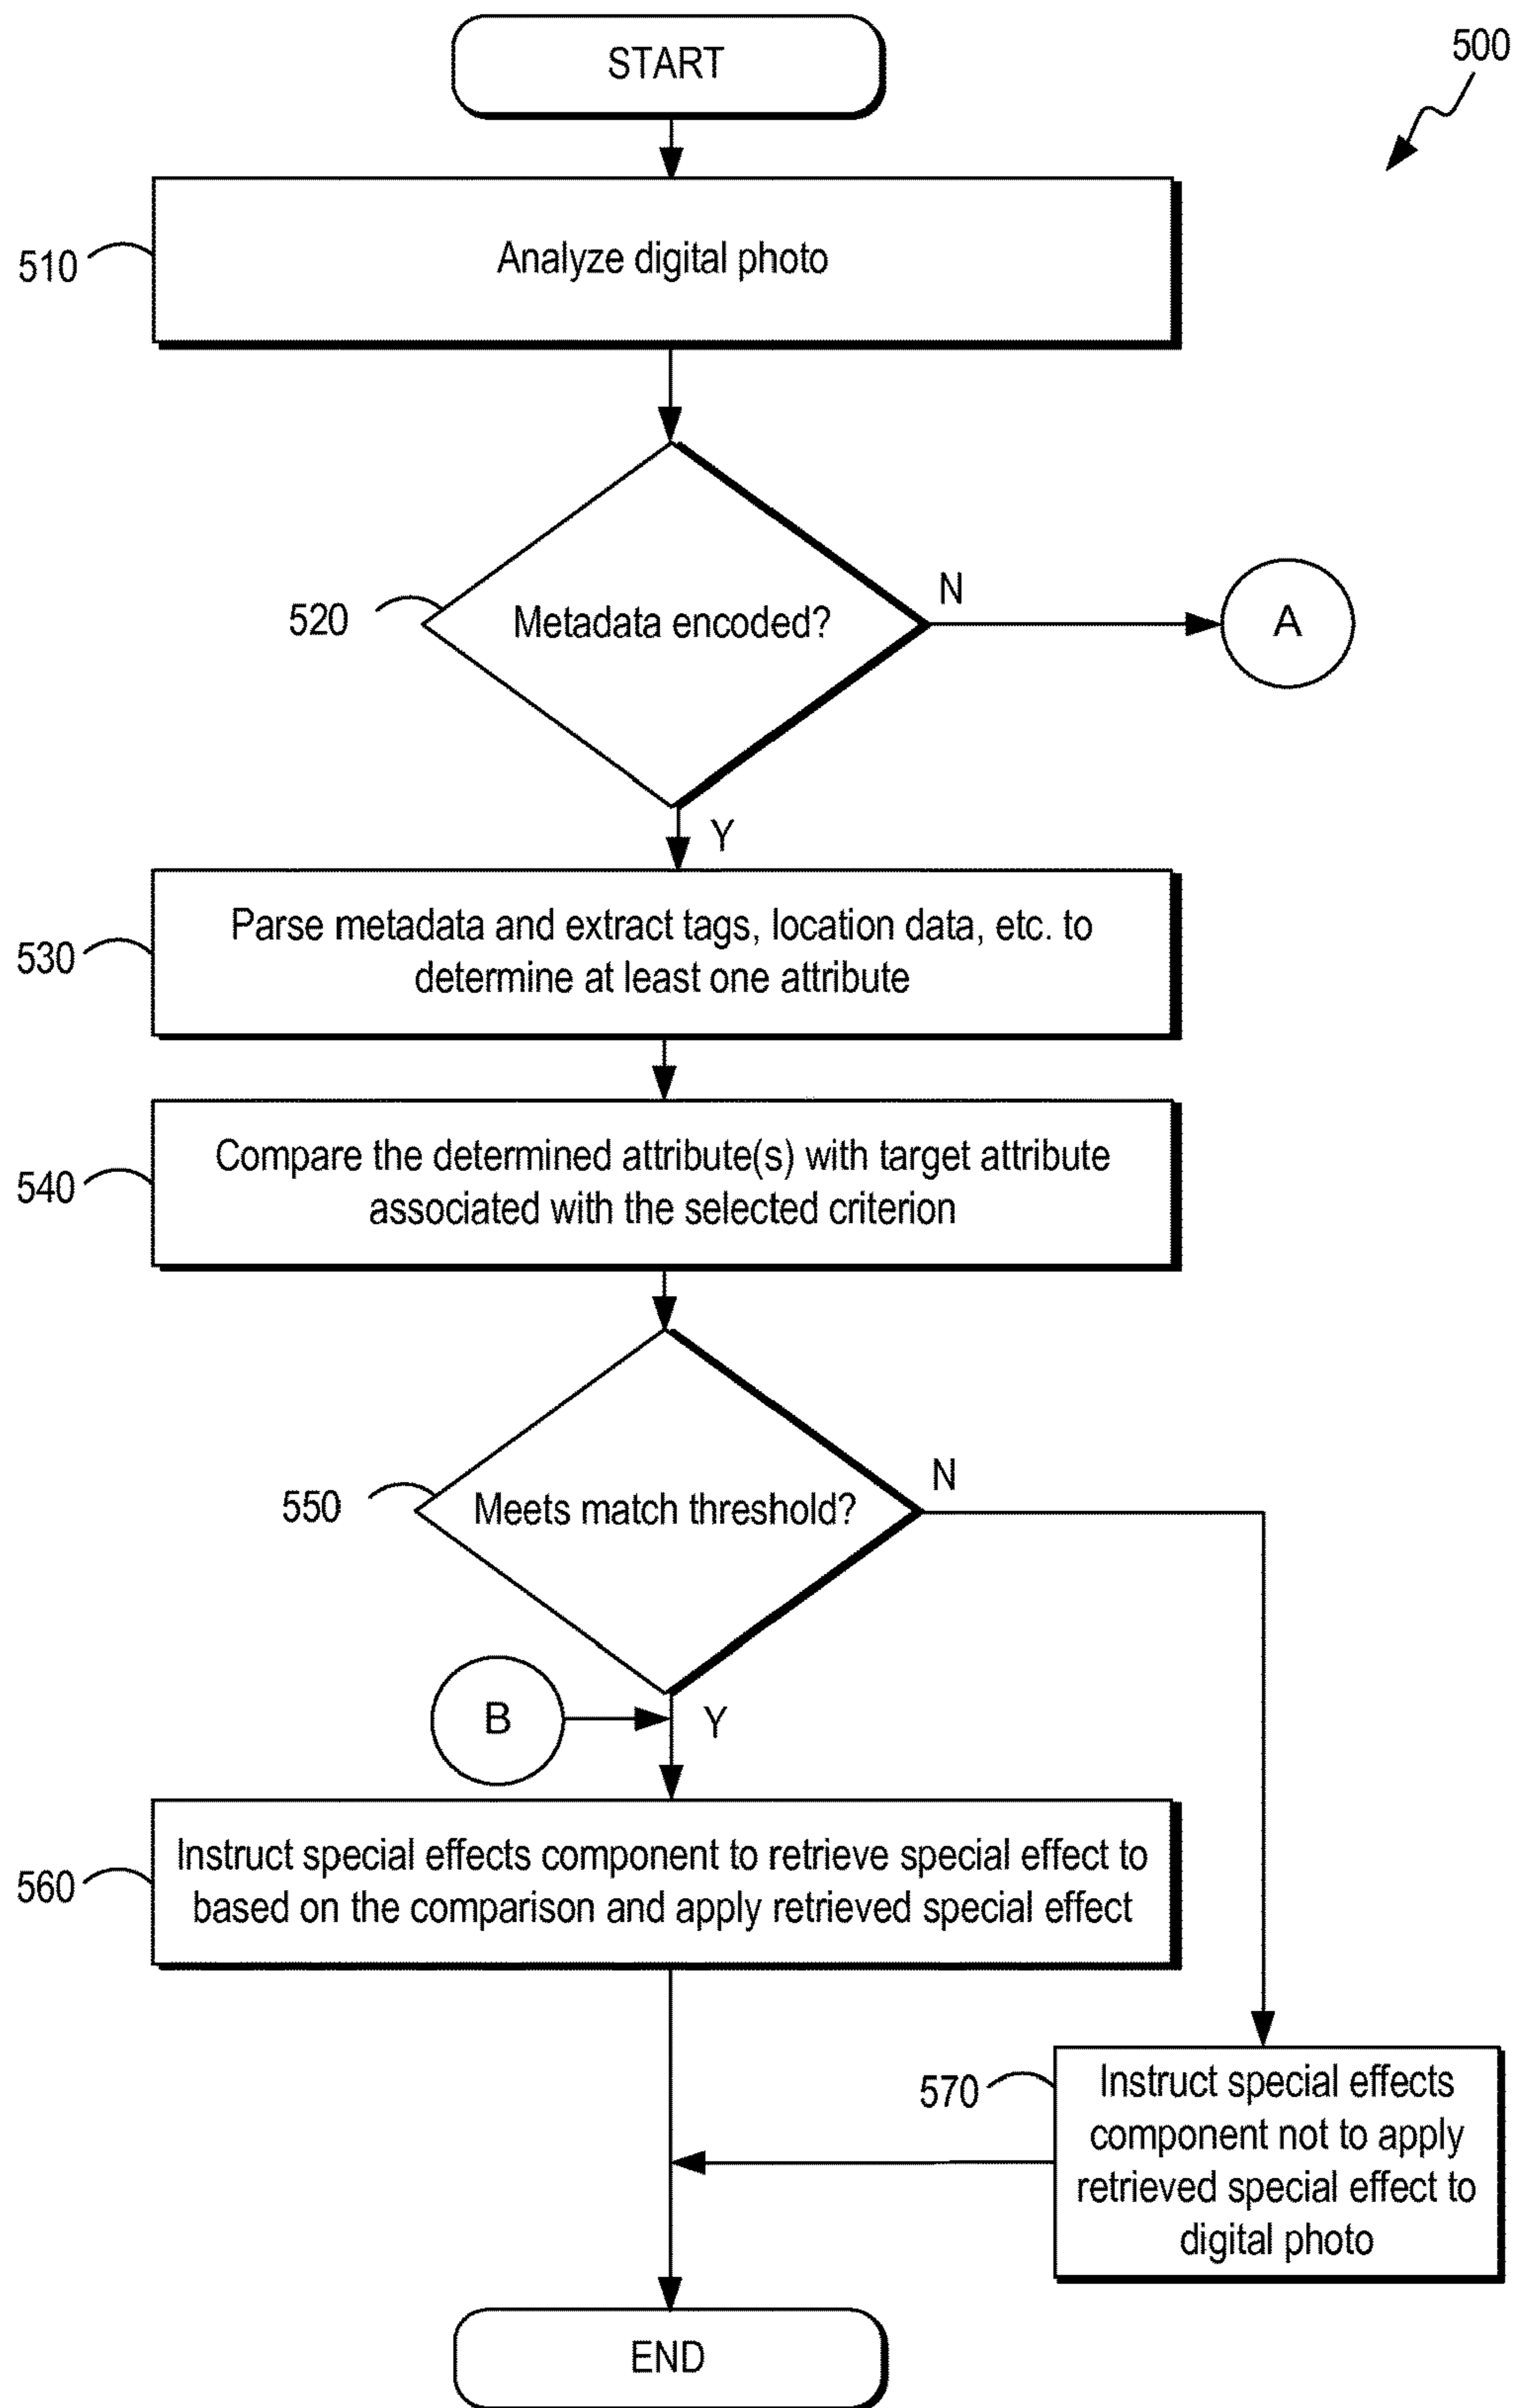 START
500
510
Analyze digital photo
520
Metadata encoded?
N
A
Y
530
Parse metadata and extract tags, location data, etc. to
determine at least one attribute
540
Compare the determined attribute(s) with target attribute
associated with the selected criterion
550
Meets match threshold?
N
B
Y
560
Instruct special effects component to retrieve special effect to
based on the comparison and apply retrieved special effect
570
Instruct special effects
component not to apply
retrieved special effect to
digital photo
END